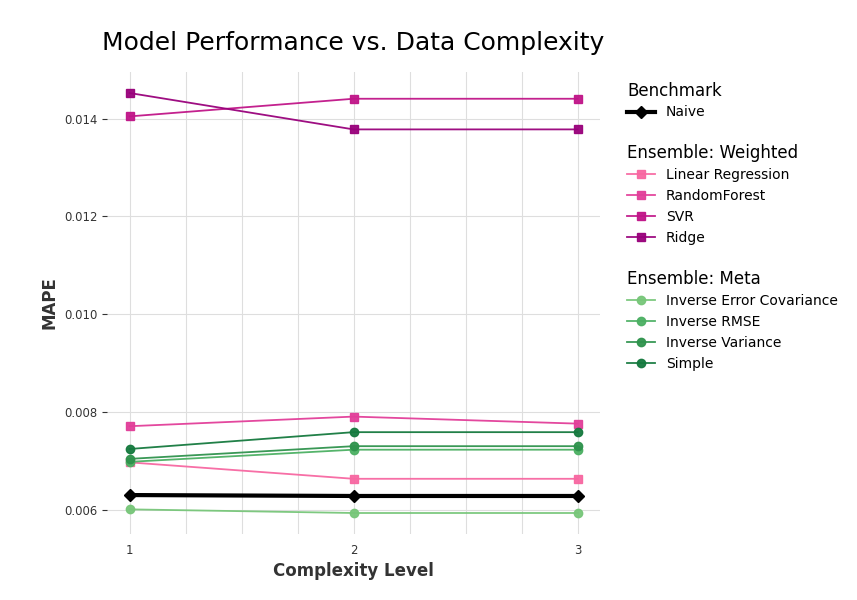 Model Performance vs. Data Complexity
MAPE
0.014
0.012
0.010
0.008
0.006
1
2
3
Complexity Level
Benchmark
Naive
Ensemble: Weighted
Linear Regression
RandomForest
SVR
Ridge
Ensemble: Meta
Inverse Error Covariance
Inverse RMSE
Inverse Variance
Simple